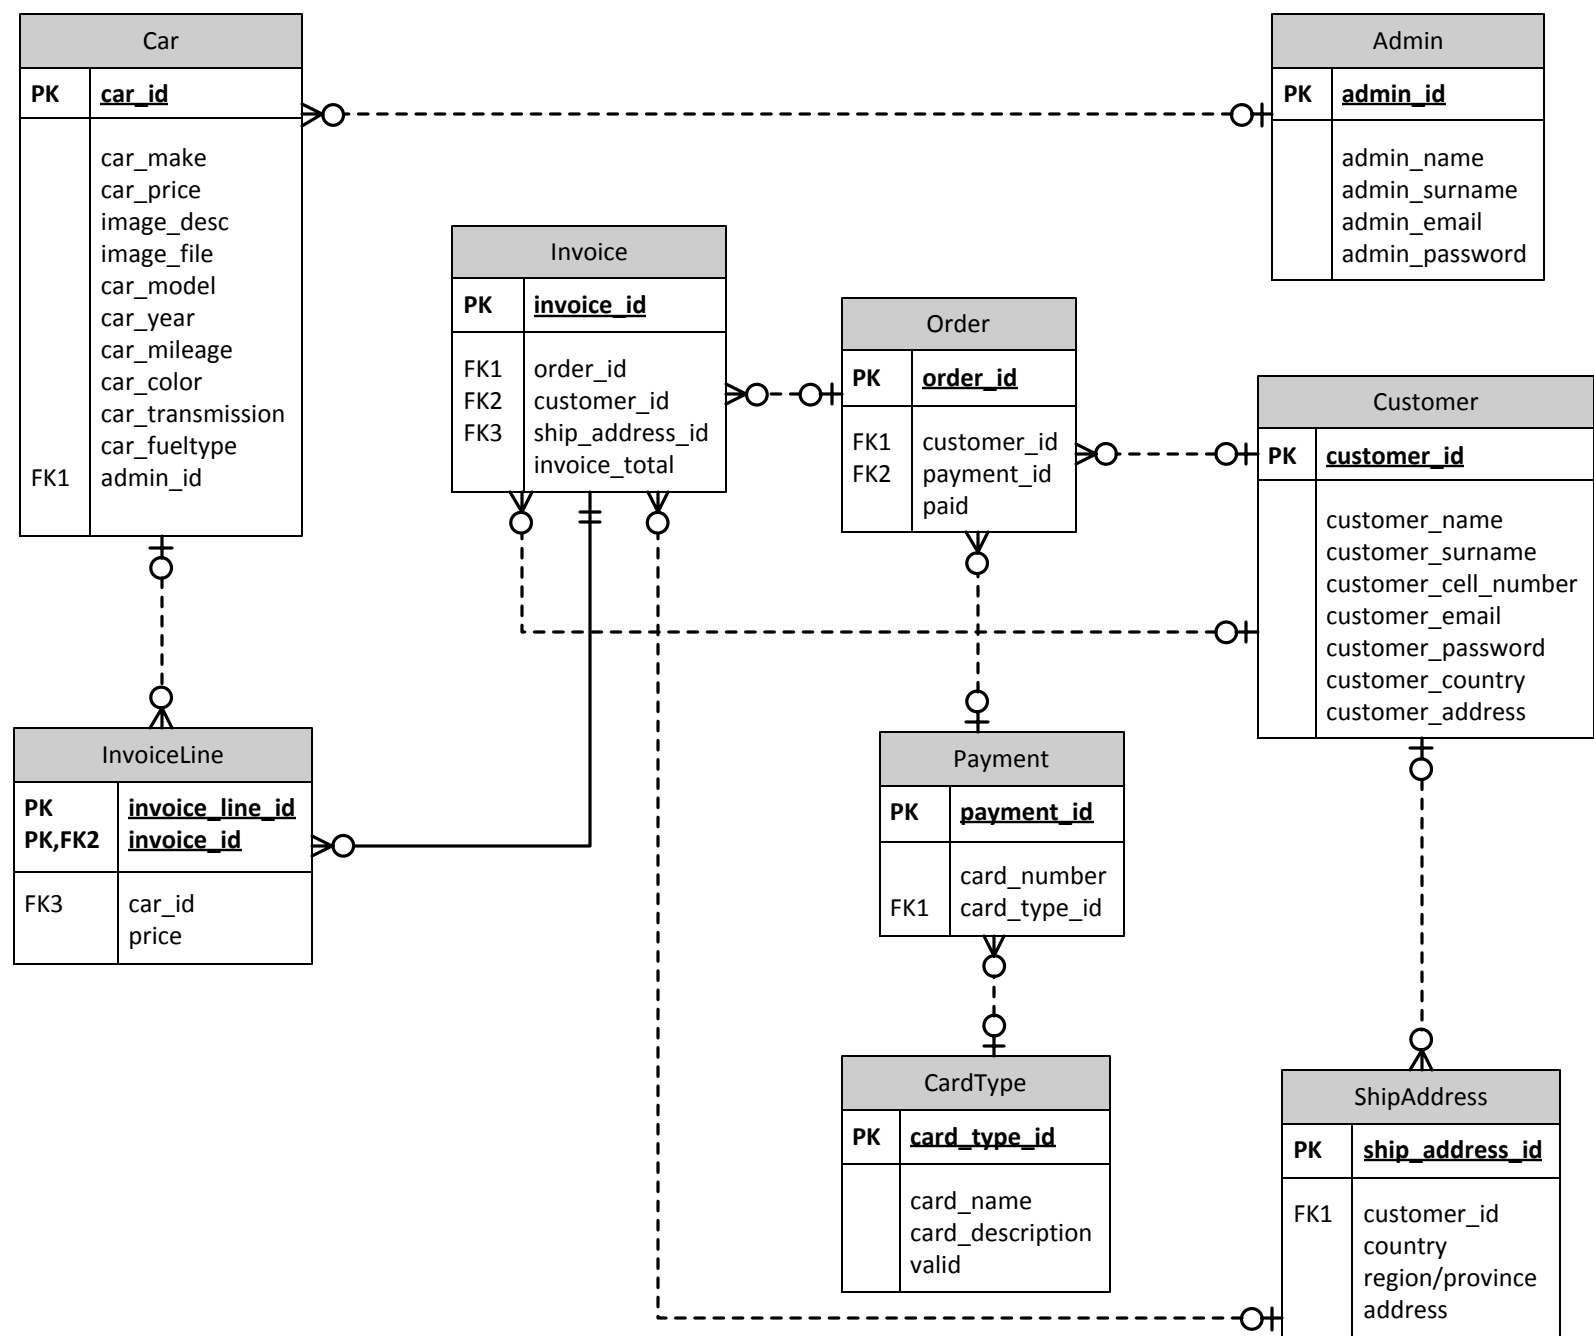 Car
PK car_id
car_make
car_price
image_desc
image_file
car_model
car_year
car_mileage
car_color
car_transmission
car_fueltype
FK1 admin_id
Admin
PK admin_id
admin_name
admin_surname
admin_email
admin_password
Invoice
PK invoice_id
FK1 order_id
FK2 customer_id
FK3 ship_address_id
invoice_total
Order
PK order_id
FK1 customer_id
FK2 payment_id
paid
Customer
PK customer_id
customer_name
customer_surname
customer_cell_number
customer_email
customer_password
customer_country
customer_address
InvoiceLine
PK invoice_line_id
PK,FK2 invoice_id
FK3 car_id
price
Payment
PK payment_id
card_number
FK1 card_type_id
CardType
PK card_type_id
card_name
card_description
valid
ShipAddress
PK ship_address_id
FK1 customer_id
country
region/province
address